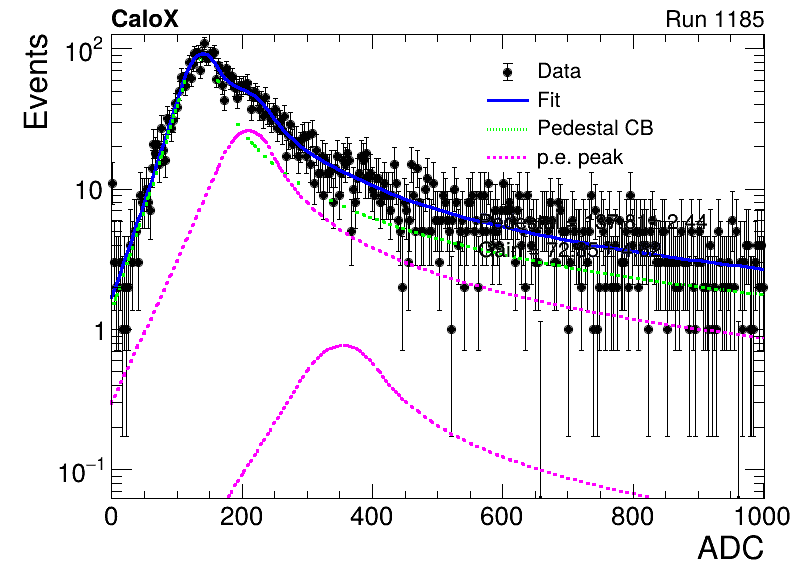 CaloX
Run 1185
Events
10²
10
1
10⁻¹
Data
Fit
Pedestal CB
p.e. peak
Gain
0
200
400
600
800
1000
ADC